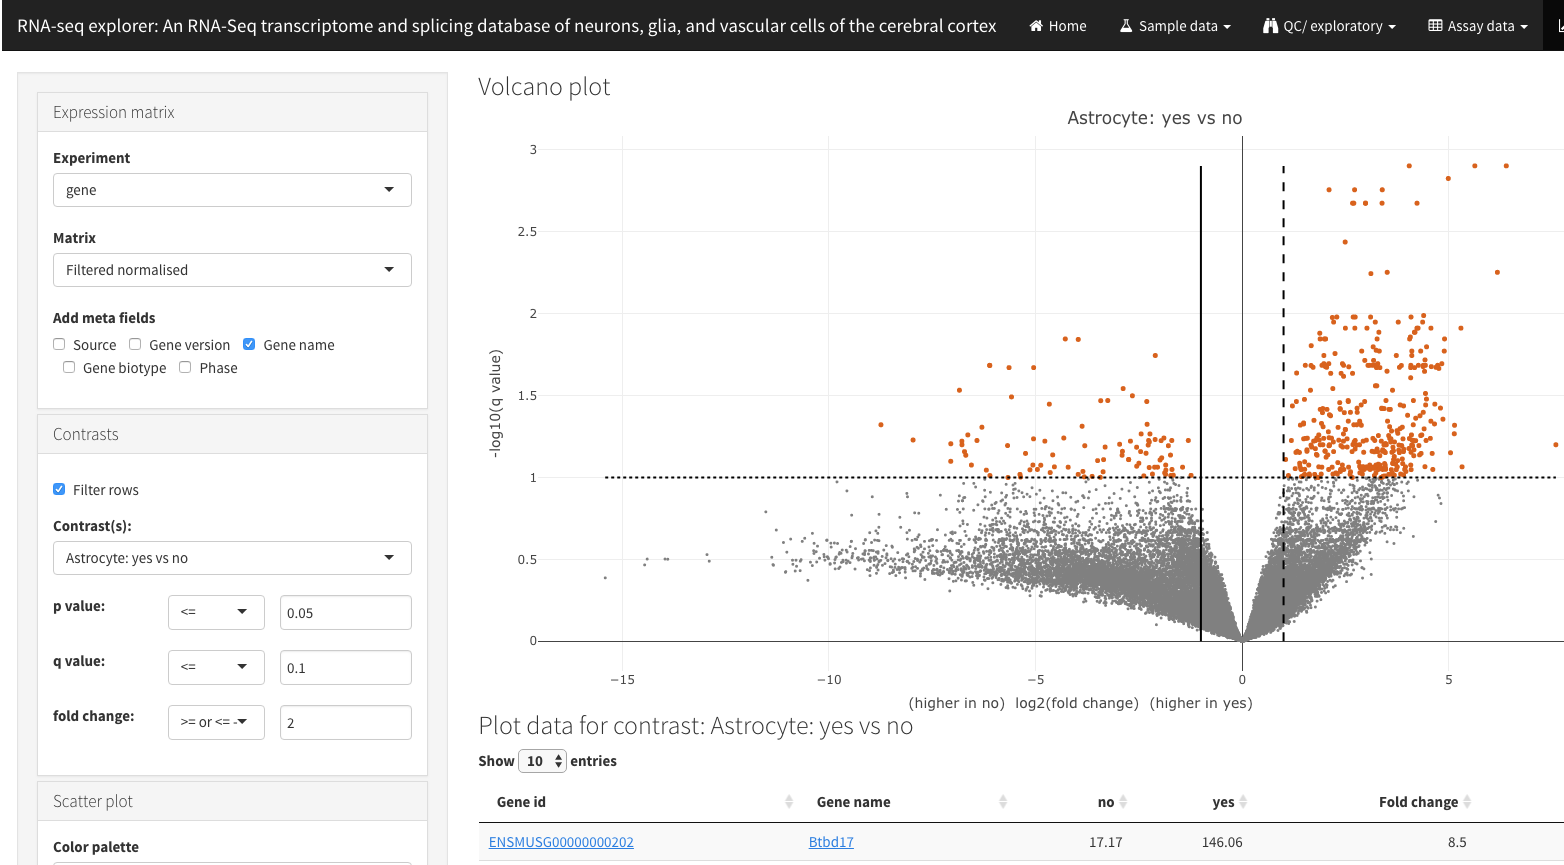 RNA-seq explorer: An RNA-Seq transcriptome and splicing database of neurons, glia, and vascular cells of the cerebral cortex Home Sample data QC/ exploratory Assay data
Expression matrix
Experiment
gene
Matrix
Filtered normalised
Add meta fields
Source Gene version Gene name
Gene biotype Phase
Contrasts
Filter rows
Contrast(s):
Astrocyte: yes vs no
p value: <= 0.05
q value: <= 0.1
fold change: >= or <= - 2
Scatter plot
Color palette
Volcano plot
Astrocyte: yes vs no
3
2.5
2
1.5
1
0.5
0
-log10(q value)
−15 −10 −5 0 5
(higher in no) log2(fold change) (higher in yes)
Plot data for contrast: Astrocyte: yes vs no
Show 10 entries
Gene id Gene name no yes Fold change
ENSMUSG00000000202 Btbd17 17.17 146.06 8.5